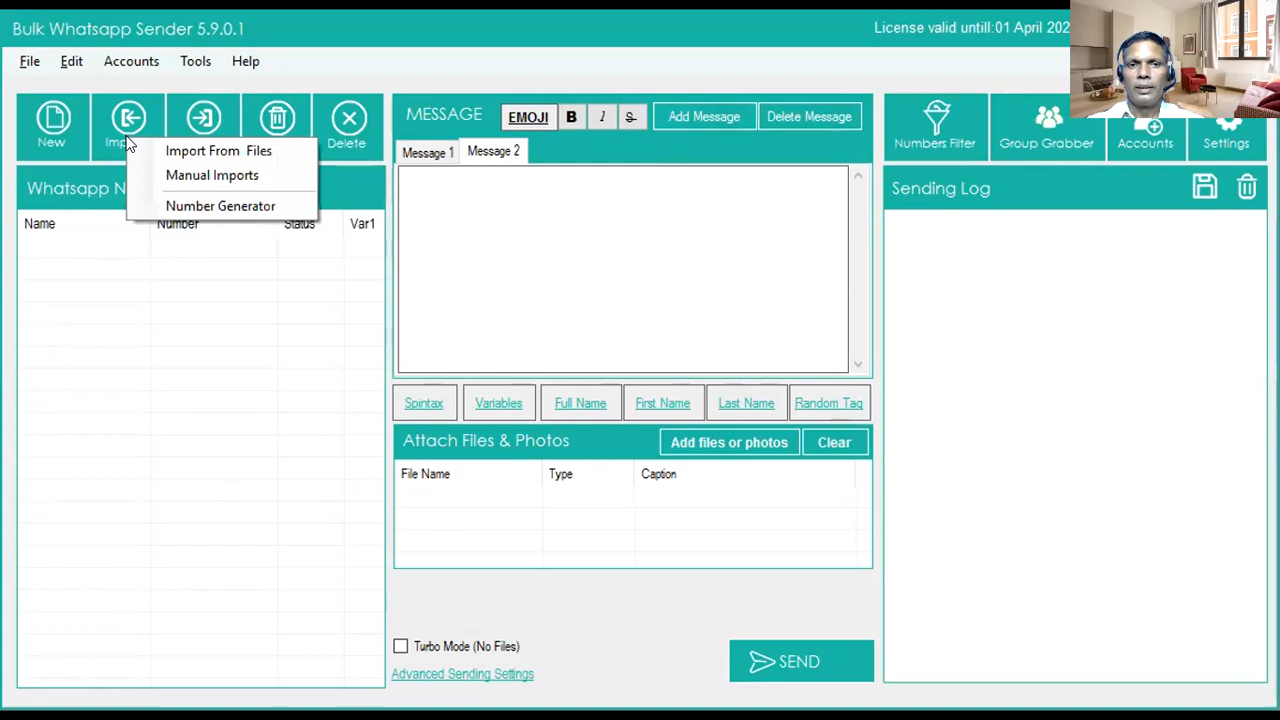 Bulk Whatsapp Sender 5.9.0.1
License valid untill:01 April 202
File Edit Accounts Tools Help
New
Delete
Import From Files
Manual Imports
Number Generator
MESSAGE EMOJI B I S Add Message Delete Message
Message 1 Message 2
Numbers Filter Group Grabber Accounts Settings
Whatsapp N
Name Number Status Var1
Sending Log
Spintax Variables Full Name First Name Last Name Random Tag
Attach Files & Photos Add files or photos Clear
File Name Type Caption
Turbo Mode (No Files)
Advanced Sending Settings
SEND